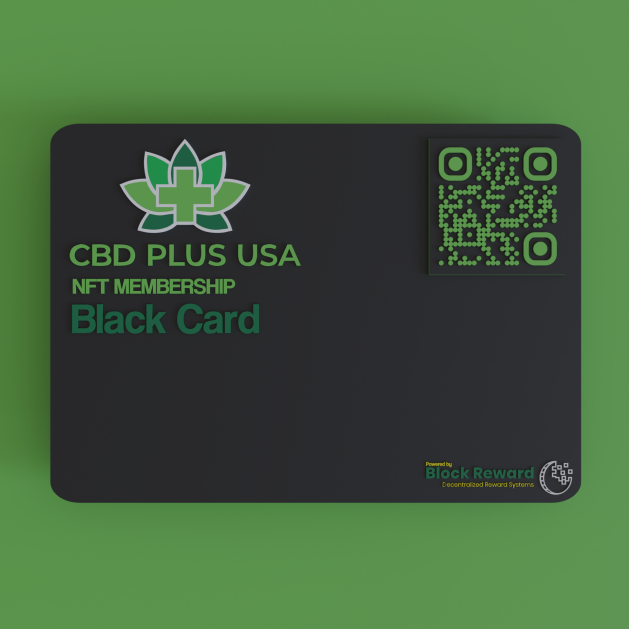 CBD PLUS USA
NFT MEMBERSHIP
Black Card
Powered by
Block Reward
Decentralized Reward Systems